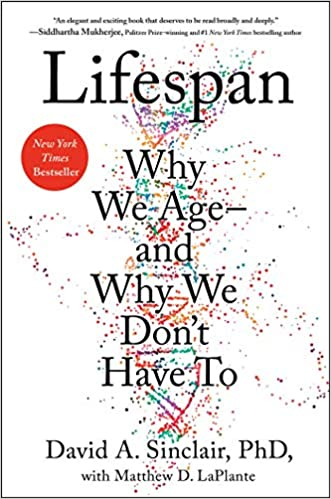 "An elegant and exciting book that deserves to be read broadly and deeply."
—Siddhartha Mukherjee, Pulitzer Prize–winning and #1 New York Times bestselling author
Lifespan
New York
Times
Bestseller
Why
We Age—
and
Why We
Don't
Have To
David A. Sinclair, PhD,
with Matthew D. LaPlante